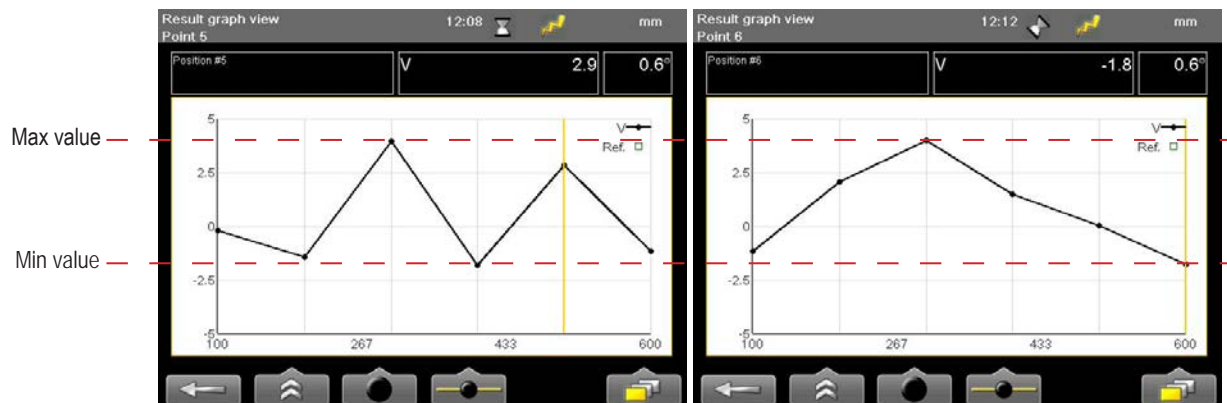 Result graph view 12:08 mm
Point 5
Position #5 V 2.9 0.6°
5
V
Ref.
2.5
0
-2.5
-5
100 267 433 600
Result graph view 12:12 mm
Point 6
Position #6 V -1.8 0.6°
5
V
Ref.
2.5
0
-2.5
-5
100 267 433 600
Max value
Min value